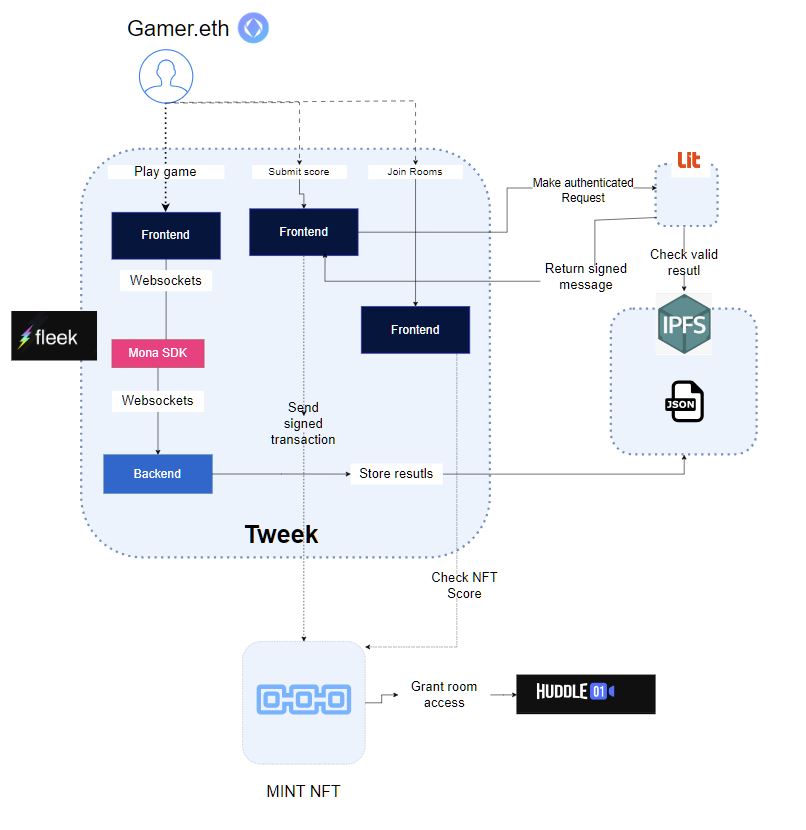 Gamer.eth
Play game
Submit score
Join Rooms
Lit
Make authenticated
Request
Frontend
Frontend
Websockets
Return signed
message
Check valid
resutl
Frontend
IPFS
fleek
Mona SDK
JSON
Websockets
Send
signed
transaction
Backend
Store resutls
Tweek
Check NFT
Score
Grant room
access
HUDDLE 01
MINT NFT